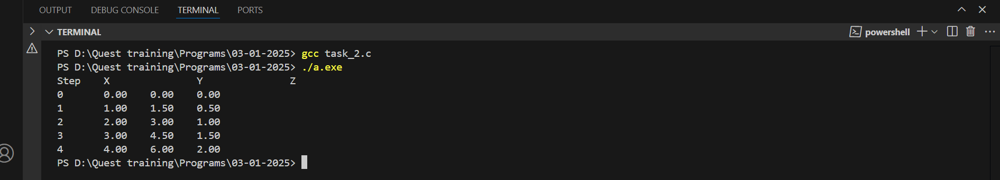 OUTPUT DEBUG CONSOLE TERMINAL PORTS
TERMINAL powershell
PS D:\Quest training\Programs\03-01-2025> gcc task_2.c
PS D:\Quest training\Programs\03-01-2025> ./a.exe
Step    X               Y               Z
0       0.00    0.00    0.00
1       1.00    1.50    0.50
2       2.00    3.00    1.00
3       3.00    4.50    1.50
4       4.00    6.00    2.00
PS D:\Quest training\Programs\03-01-2025>